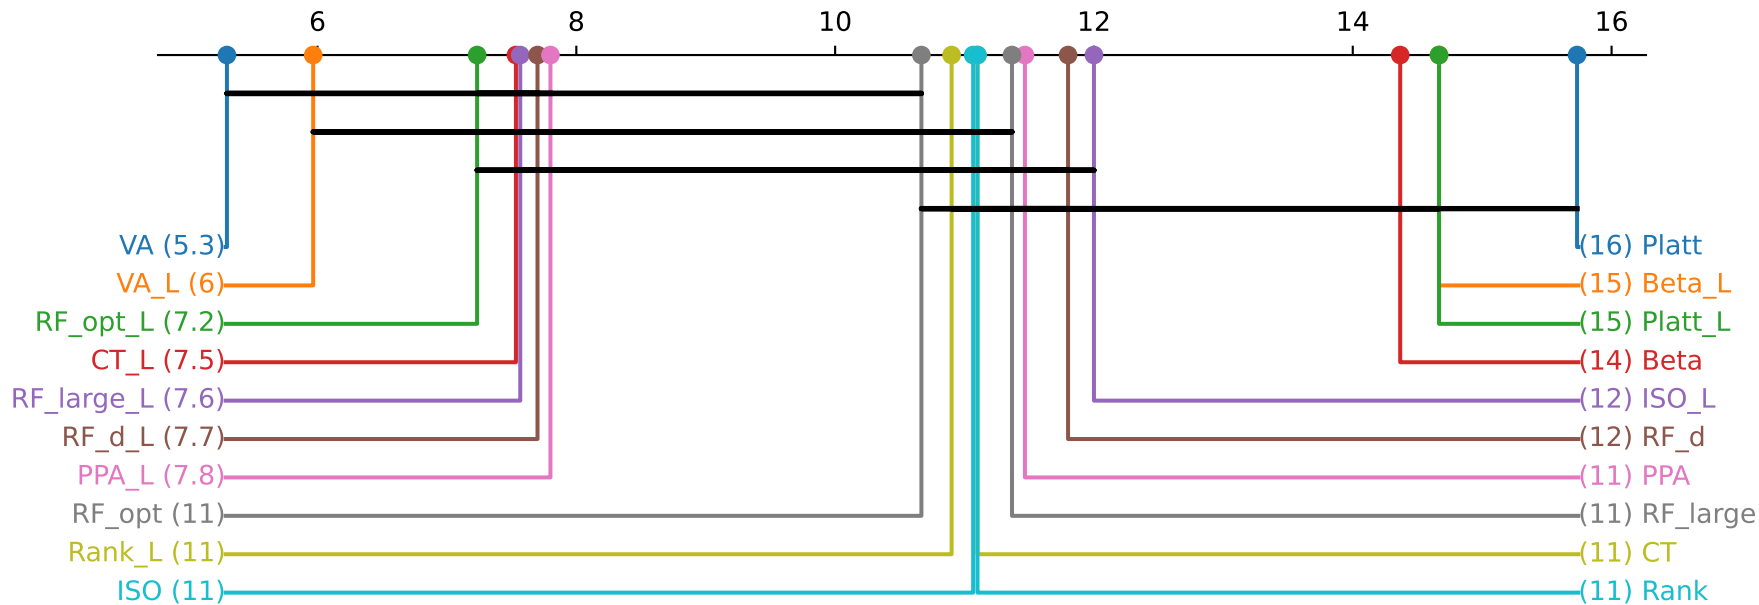 6 8 10 12 14 16
VA (5.3) (16) Platt
VA_L (6) (15) Beta_L
RF_opt_L (7.2) (15) Platt_L
CT_L (7.5) (14) Beta
RF_large_L (7.6) (12) ISO_L
RF_d_L (7.7) (12) RF_d
PPA_L (7.8) (11) PPA
RF_opt (11) (11) RF_large
Rank_L (11) (11) CT
ISO (11) (11) Rank